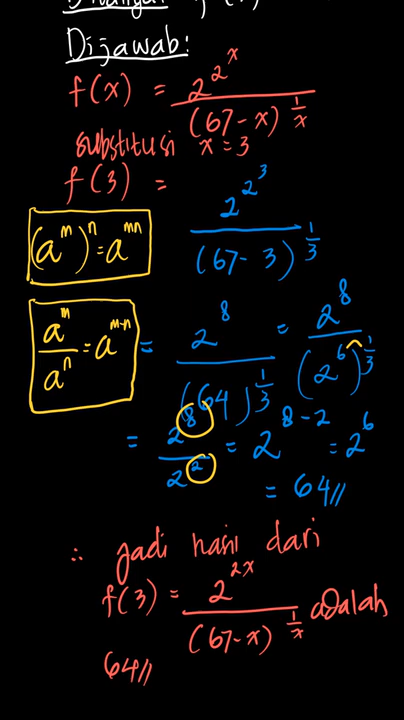 Dijawab:
f(x) = 2^2^x / (67-x)^1/x
substitusi x = 3
f(3) = 2^2^3 / (67-3)^1/3
(a^m)^n = a^mn
a^m / a^n = a^m-n
= 2^8 / (64)^1/3 = 2^8 / (2^6)^1/3
= 2^8 / 2^2 = 2^8-2 = 2^6
= 64//
∴ jadi hasil dari
f(3) = 2^2x / (67-x)^1/x adalah
64//